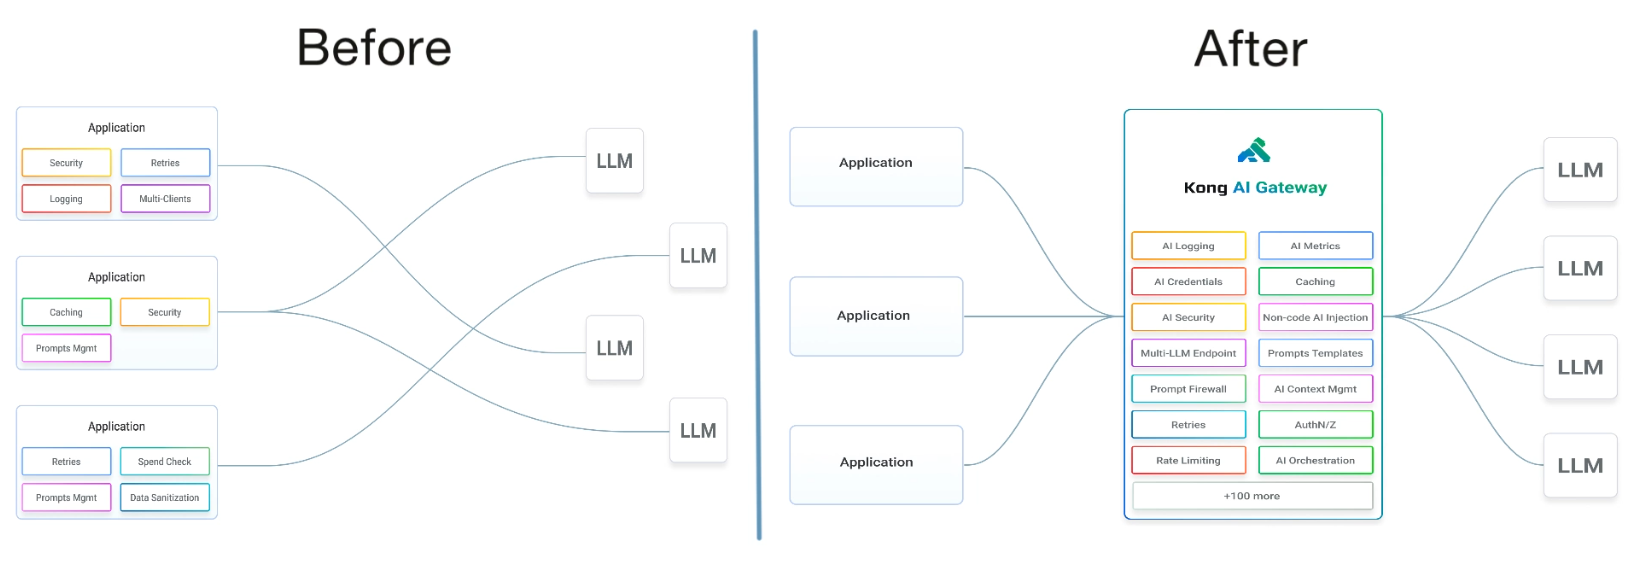 Before
After
Application
Security
Retries
Logging
Multi-Clients
Application
Caching
Security
Prompts Mgmt
Application
Retries
Spend Check
Prompts Mgmt
Data Sanitization
LLM
LLM
LLM
LLM
Application
Application
Application
Kong AI Gateway
AI Logging
AI Metrics
AI Credentials
Caching
AI Security
Non-code AI Injection
Multi-LLM Endpoint
Prompts Templates
Prompt Firewall
AI Context Mgmt
Retries
AuthN/Z
Rate Limiting
AI Orchestration
+100 more
LLM
LLM
LLM
LLM